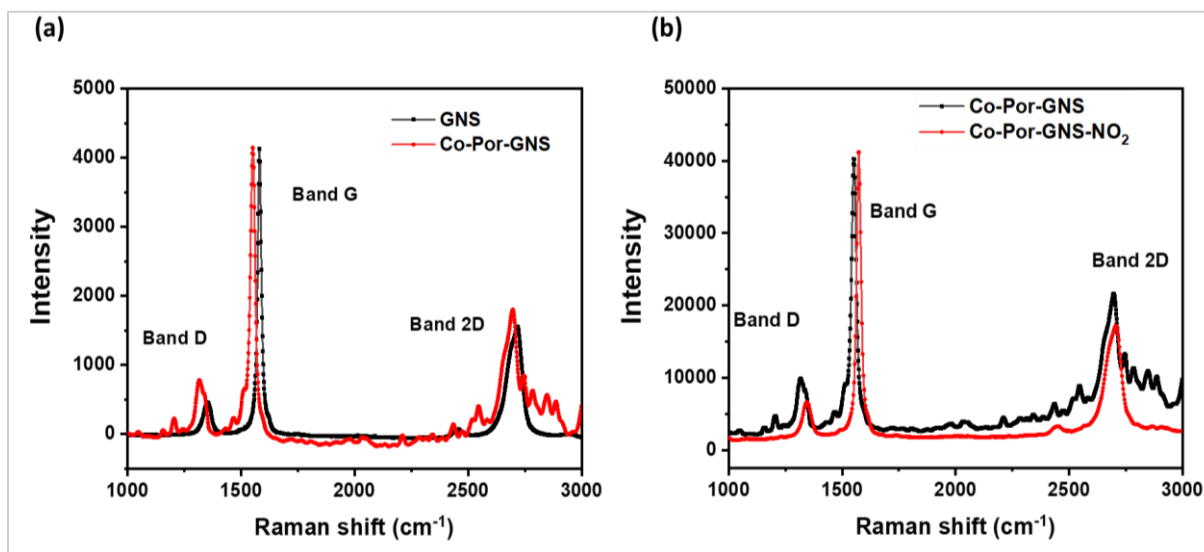 (a)
GNS
Co-Por-GNS
Band G
Band D
Band 2D
5000
4000
3000
2000
1000
0
1000
1500
2000
2500
3000
Intensity
Raman shift (cm⁻¹)
(b)
Co-Por-GNS
Co-Por-GNS-NO₂
Band G
Band 2D
Band D
50000
40000
30000
20000
10000
0
1000
1500
2000
2500
3000
Intensity
Raman shift (cm⁻¹)